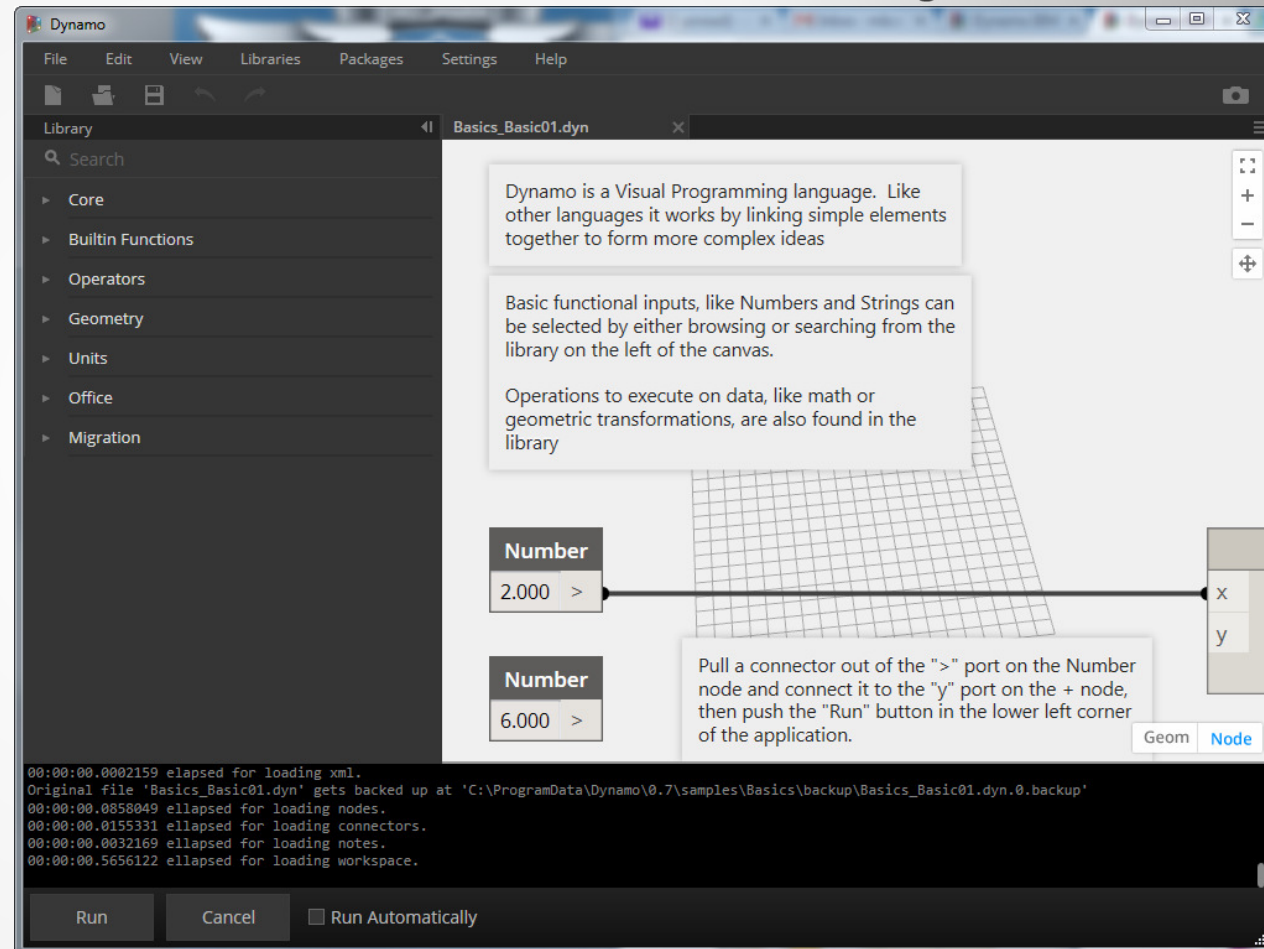 Dynamo
File Edit View Libraries Packages Settings Help
Library
Basics_Basic01.dyn
Search
Core
Builtin Functions
Operators
Geometry
Units
Office
Migration
Dynamo is a Visual Programming language.  Like
other languages it works by linking simple elements
together to form more complex ideas
Basic functional inputs, like Numbers and Strings can
be selected by either browsing or searching from the
library on the left of the canvas.
Operations to execute on data, like math or
geometric transformations, are also found in the
library
Number
2.000 >
x
y
Number
6.000 >
Pull a connector out of the ">" port on the Number
node and connect it to the "y" port on the + node,
then push the "Run" button in the lower left corner
of the application.
Geom Node
00:00:00.0002159 elapsed for loading xml.
Original file 'Basics_Basic01.dyn' gets backed up at 'C:\ProgramData\Dynamo\0.7\samples\Basics\backup\Basics_Basic01.dyn.0.backup'
00:00:00.0858049 ellapsed for loading nodes.
00:00:00.0155331 ellapsed for loading connectors.
00:00:00.0032169 ellapsed for loading notes.
00:00:00.5656122 ellapsed for loading workspace.
Run Cancel Run Automatically